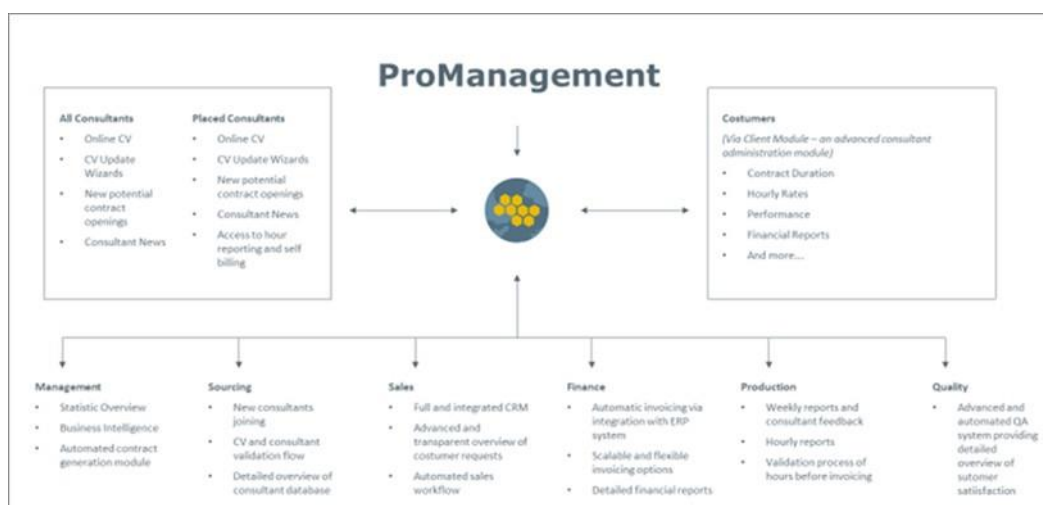 ProManagement
All Consultants
• Online CV
• CV Update
Wizards
• New potential
contract
openings
• Consultant News
Placed Consultants
• Online CV
• CV Update Wizards
• New potential
contract openings
• Consultant News
• Access to hour
reporting and self
billing
Costumers
(Via Client Module – an advanced consultant
administration module)
• Contract Duration
• Hourly Rates
• Performance
• Financial Reports
• And more....
Management
• Statistic Overview
• Business Intelligence
• Automated contract
generation module
Sourcing
• New consultants
joining
• CV and consultant
validation flow
• Detailed overview of
consultant database
Sales
• Full and integrated CRM
• Advanced and
transparent overview of
costumer requests
• Automated sales
workflow
Finance
• Automatic invoicing via
integration with ERP
system
• Scalable and flexible
invoicing options
• Detailed financial reports
Production
• Weekly reports and
consultant feedback
• Hourly reports
• Validation process of
hours before invoicing
Quality
• Advanced and
automated QA
system providing
detailed
overview of
sutomer
satiisfaction